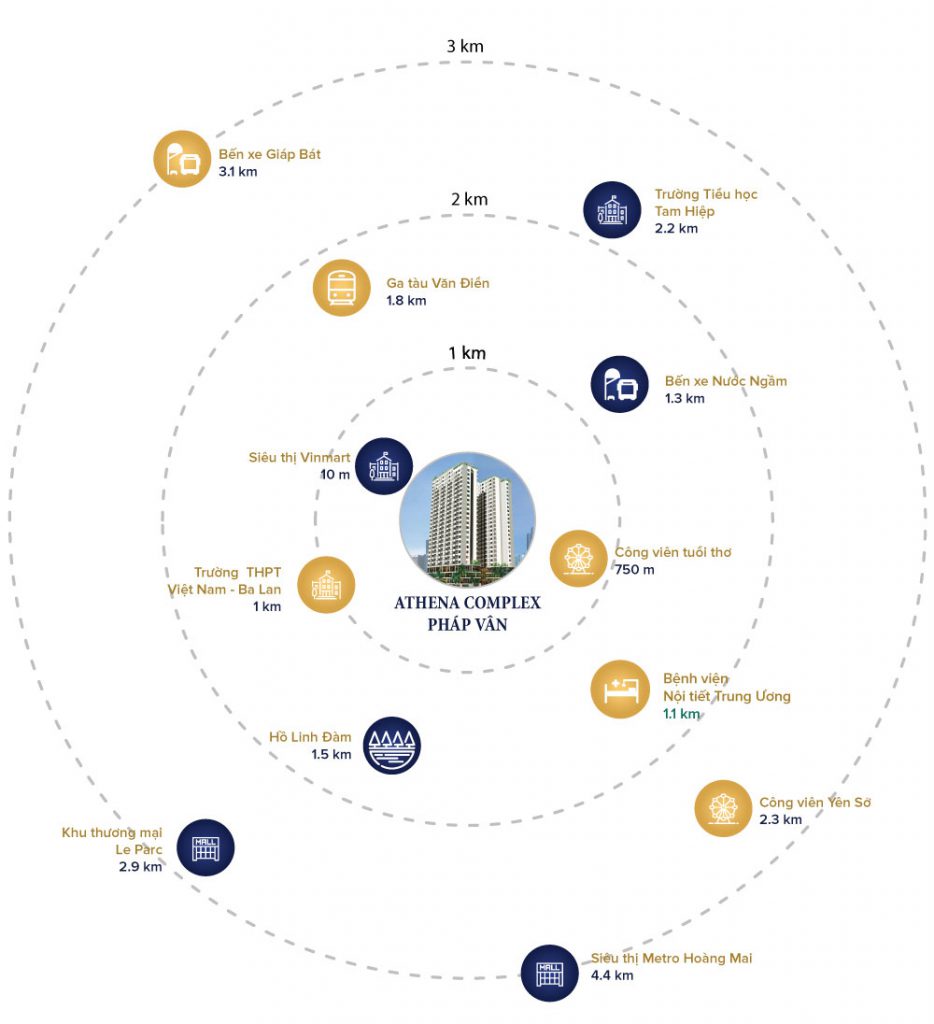 3 km
Bến xe Giáp Bát
3.1 km
Trường Tiểu học
Tam Hiệp
2.2 km
2 km
Ga tàu Văn Điển
1.8 km
1 km
Bến xe Nước Ngầm
1.3 km
Siêu thị Vinmart
10 m
Công viên tuổi thơ
750 m
Trường THPT
Việt Nam - Ba Lan
1 km
ATHENA COMPLEX
PHÁP VÂN
Bệnh viện
Nội tiết Trung Ương
1.1 km
Hồ Linh Đàm
1.5 km
Công viên Yên Sở
2.3 km
Khu thương mại
Le Parc
2.9 km
MALL
Siêu thị Metro Hoàng Mai
4.4 km
MALL